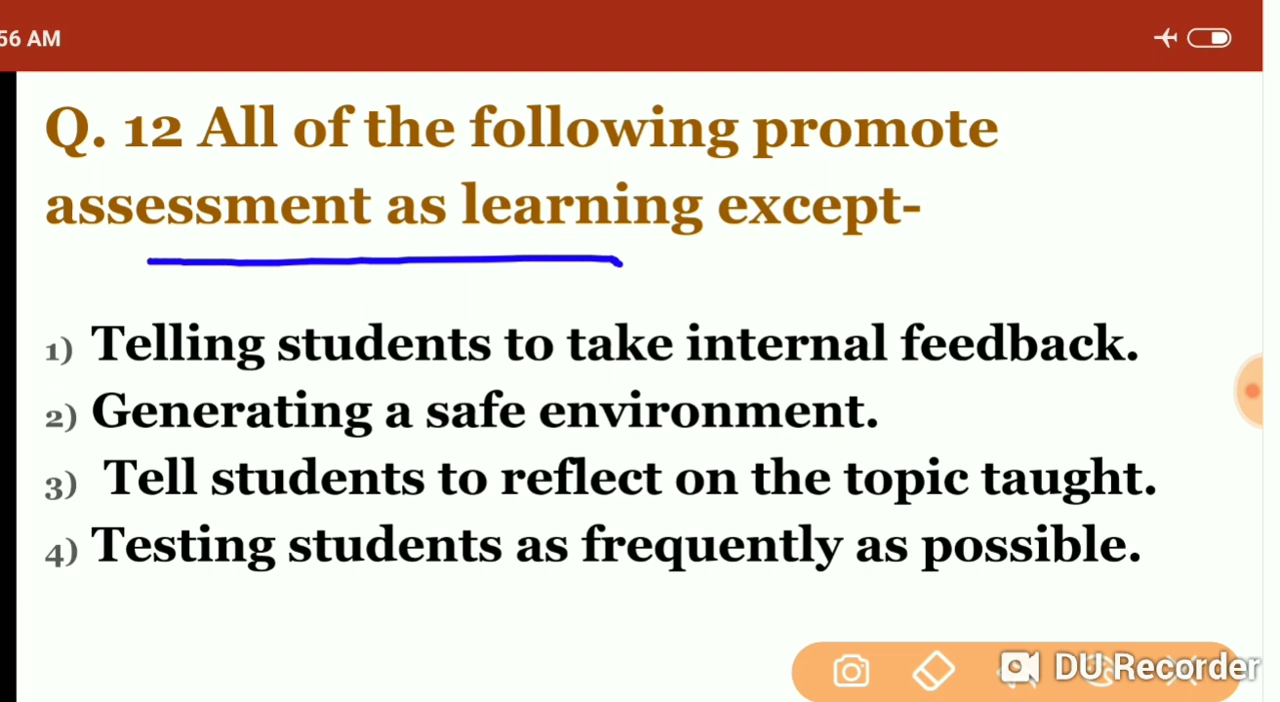 56 AM
Q. 12 All of the following promote
assessment as learning except-
1) Telling students to take internal feedback.
2) Generating a safe environment.
3) Tell students to reflect on the topic taught.
4) Testing students as frequently as possible.
DU Recorder